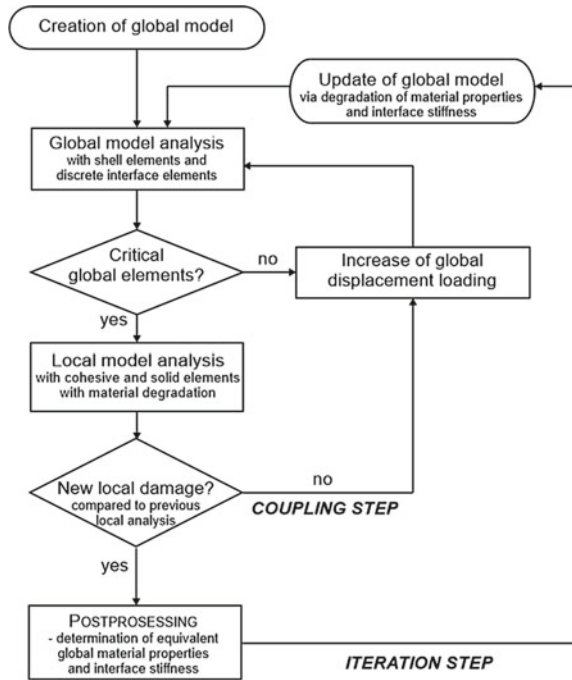 Creation of global model
Update of global model
via degradation of material properties
and interface stiffness
Global model analysis
with shell elements and
discrete interface elements
Critical
global elements?
no
Increase of global
displacement loading
yes
Local model analysis
with cohesive and solid elements
with material degradation
New local damage?
compared to previous
local analysis
no
COUPLING STEP
yes
POSTPROSESSING
- determination of equivalent
global material properties
and interface stiffness
ITERATION STEP